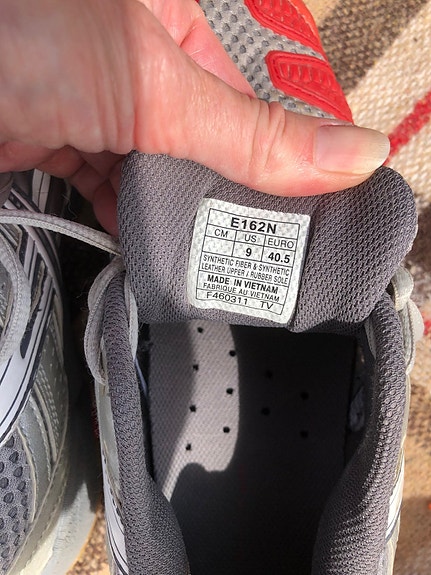 E162N
CM US EURO
9 40.5
SYNTHETIC FIBER & SYNTHETIC
LEATHER UPPER / RUBBER SOLE
MADE IN VIETNAM
FABRIQUE AU VIETNAM
F460311 TV